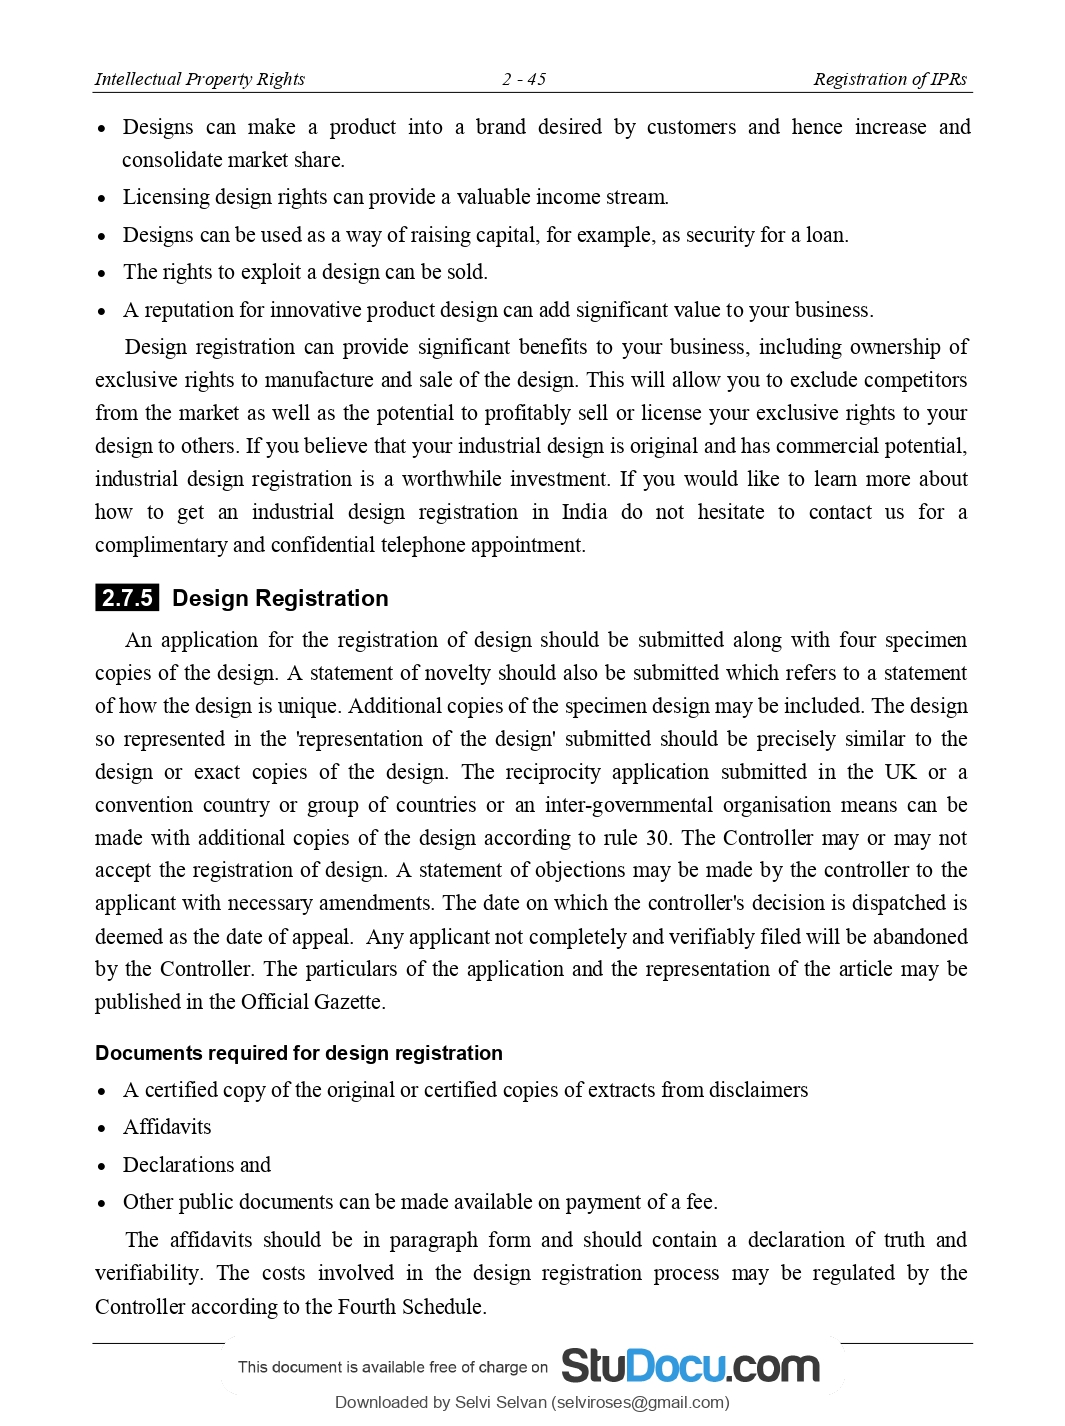 Intellectual Property Rights 2 - 45 Registration of IPRs
• Designs can make a product into a brand desired by customers and hence increase and
consolidate market share.
• Licensing design rights can provide a valuable income stream.
• Designs can be used as a way of raising capital, for example, as security for a loan.
• The rights to exploit a design can be sold.
• A reputation for innovative product design can add significant value to your business.
Design registration can provide significant benefits to your business, including ownership of
exclusive rights to manufacture and sale of the design. This will allow you to exclude competitors
from the market as well as the potential to profitably sell or license your exclusive rights to your
design to others. If you believe that your industrial design is original and has commercial potential,
industrial design registration is a worthwhile investment. If you would like to learn more about
how to get an industrial design registration in India do not hesitate to contact us for a
complimentary and confidential telephone appointment.
2.7.5 Design Registration
An application for the registration of design should be submitted along with four specimen
copies of the design. A statement of novelty should also be submitted which refers to a statement
of how the design is unique. Additional copies of the specimen design may be included. The design
so represented in the 'representation of the design' submitted should be precisely similar to the
design or exact copies of the design. The reciprocity application submitted in the UK or a
convention country or group of countries or an inter-governmental organisation means can be
made with additional copies of the design according to rule 30. The Controller may or may not
accept the registration of design. A statement of objections may be made by the controller to the
applicant with necessary amendments. The date on which the controller's decision is dispatched is
deemed as the date of appeal. Any applicant not completely and verifiably filed will be abandoned
by the Controller. The particulars of the application and the representation of the article may be
published in the Official Gazette.
Documents required for design registration
• A certified copy of the original or certified copies of extracts from disclaimers
• Affidavits
• Declarations and
• Other public documents can be made available on payment of a fee.
The affidavits should be in paragraph form and should contain a declaration of truth and
verifiability. The costs involved in the design registration process may be regulated by the
Controller according to the Fourth Schedule.
This document is available free of charge on StuDocu.com
Downloaded by Selvi Selvan (selviroses@gmail.com)